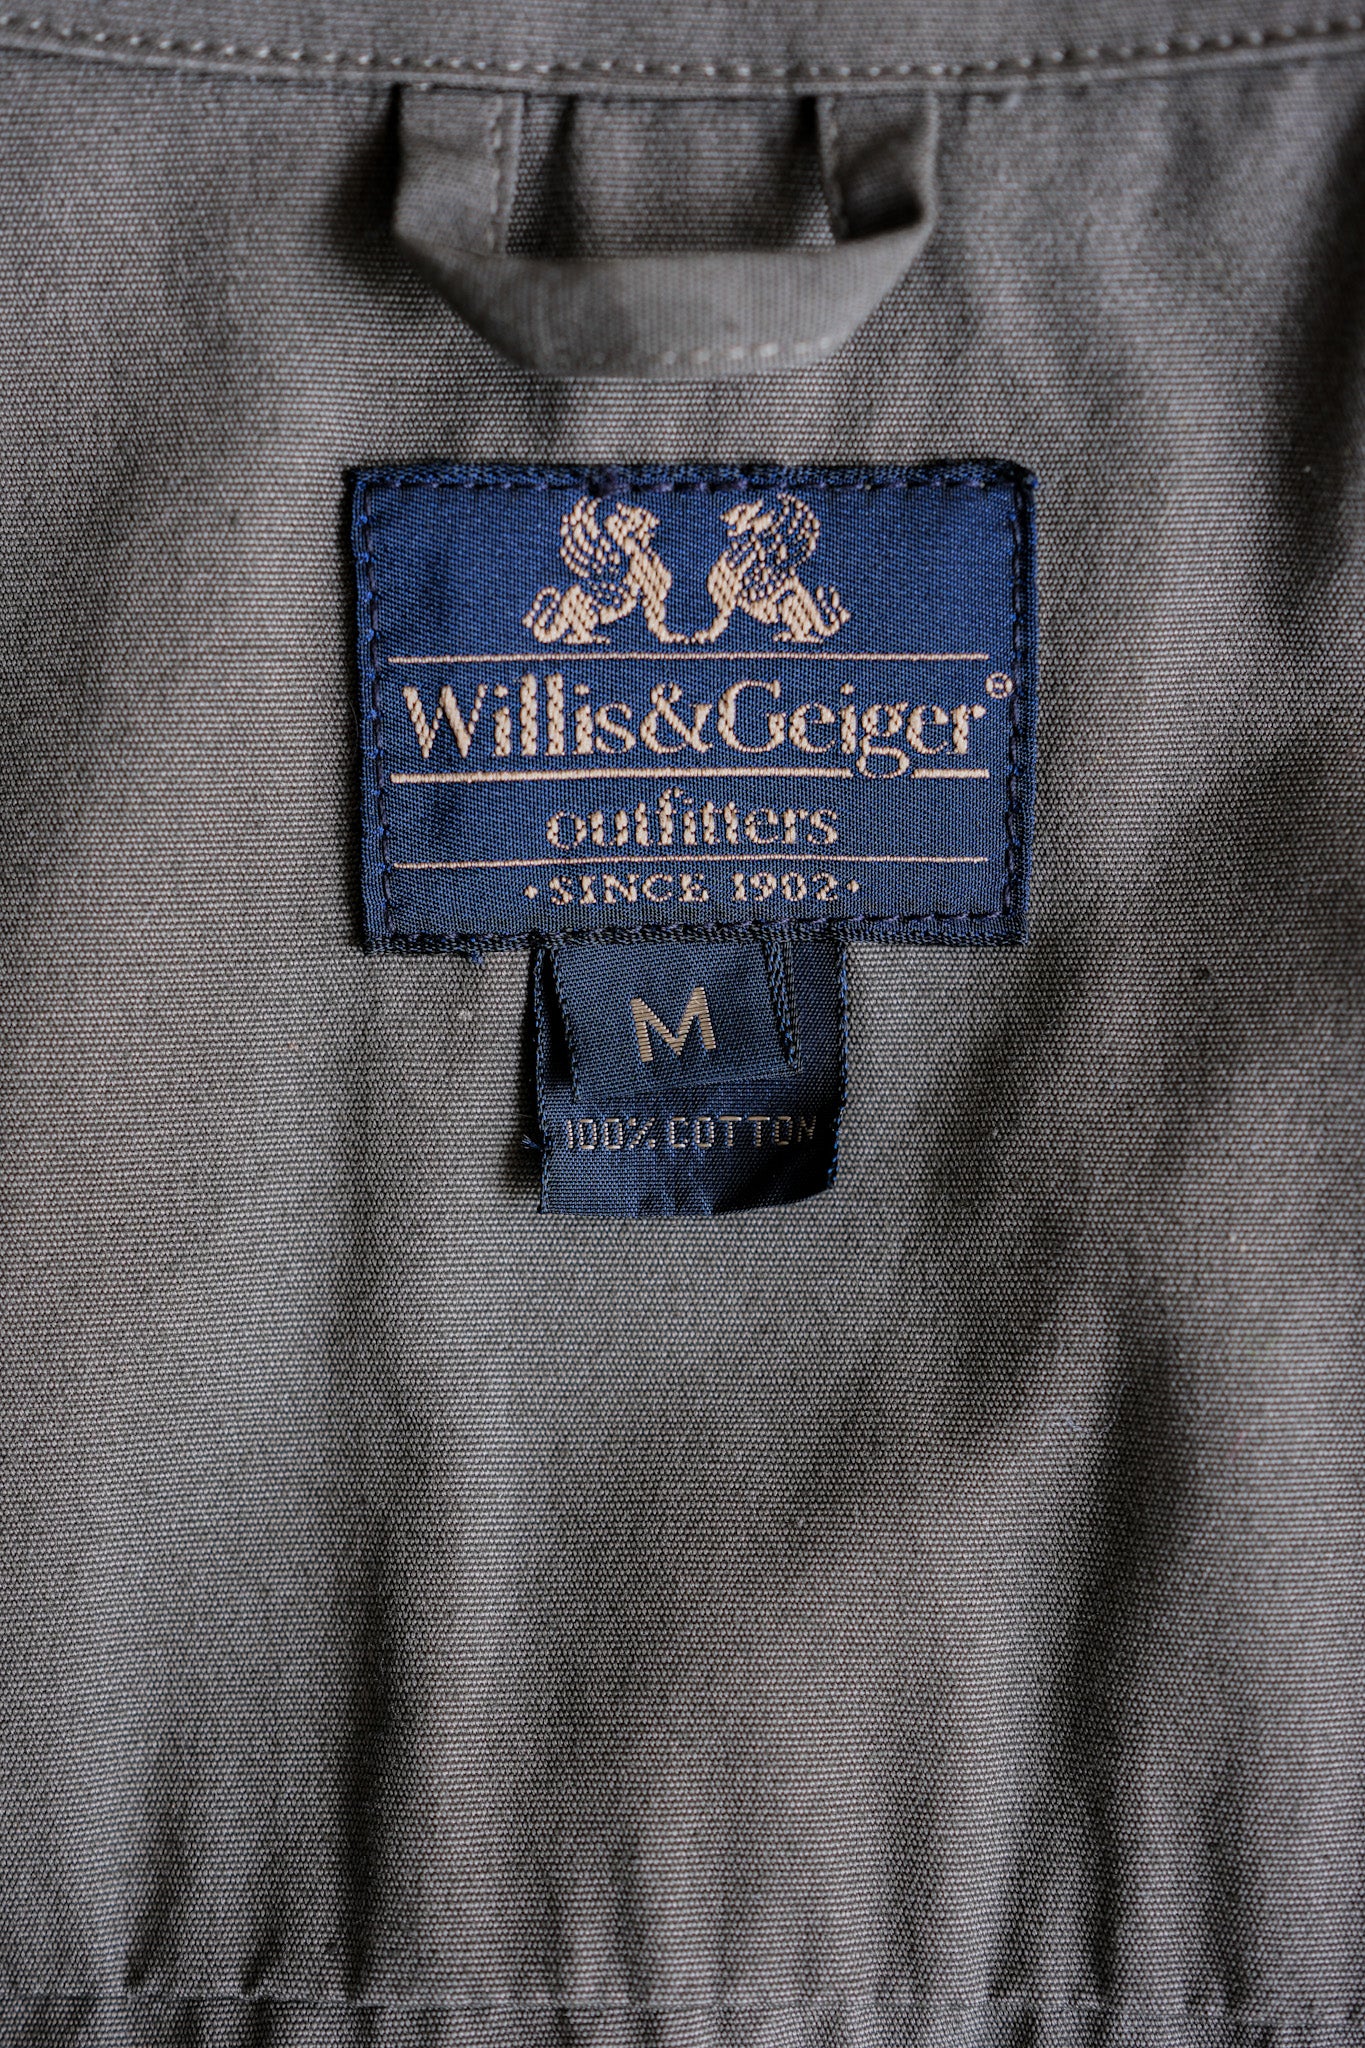 Willis&Geiger®
outfitters
·SINCE 1902·
M
100% COTTON